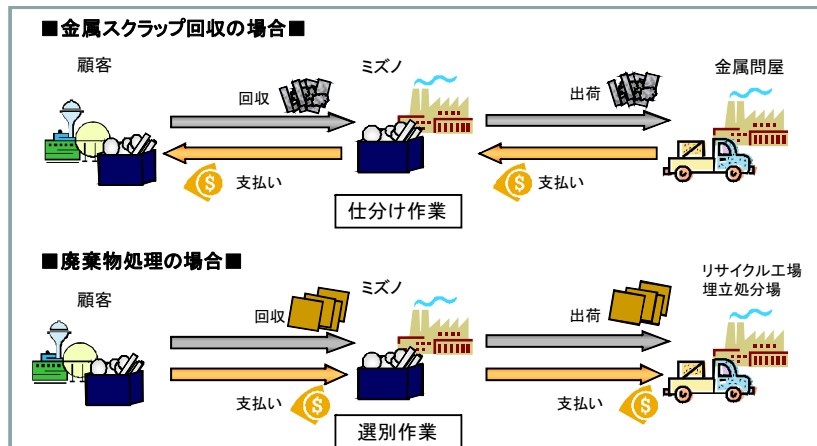 ■金属スクラップ回収の場合■
顧客
ミズノ
金属問屋
回収
出荷
支払い
支払い
仕分け作業
■廃棄物処理の場合■
顧客
ミズノ
リサイクル工場
埋立処分場
回収
出荷
支払い
支払い
選別作業